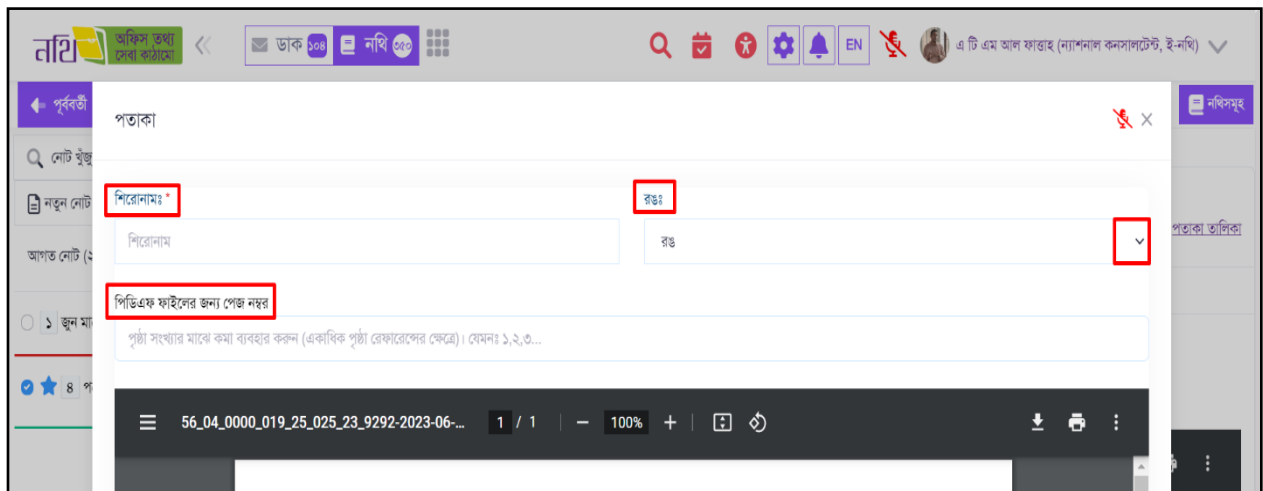 নথি অফিস তথ্য
সেবা কাঠামো
ডাক ১০৪ নথি ৩৫০ EN এ টি এম আল ফাত্তাহ (ন্যাশনাল কনসালটেন্ট, ই-নথি)
পূর্ববর্তী
নথিসমূহ
পতাকা
নোট খুঁজু
নতুন নোট
আগত নোট (২
১ জুন মা
৪ প
শিরোনামঃ *
রঙঃ
শিরোনাম
রঙ
পতাকা তালিকা
পিডিএফ ফাইলের জন্য পেজ নম্বর
পৃষ্ঠা সংখ্যার মাঝে কমা ব্যবহার করুন (একাধিক পৃষ্ঠা রেফারেন্সের ক্ষেত্রে)। যেমনঃ ১,২,৩...
56_04_0000_019_25_025_23_9292-2023-06-... 1 / 1 100%